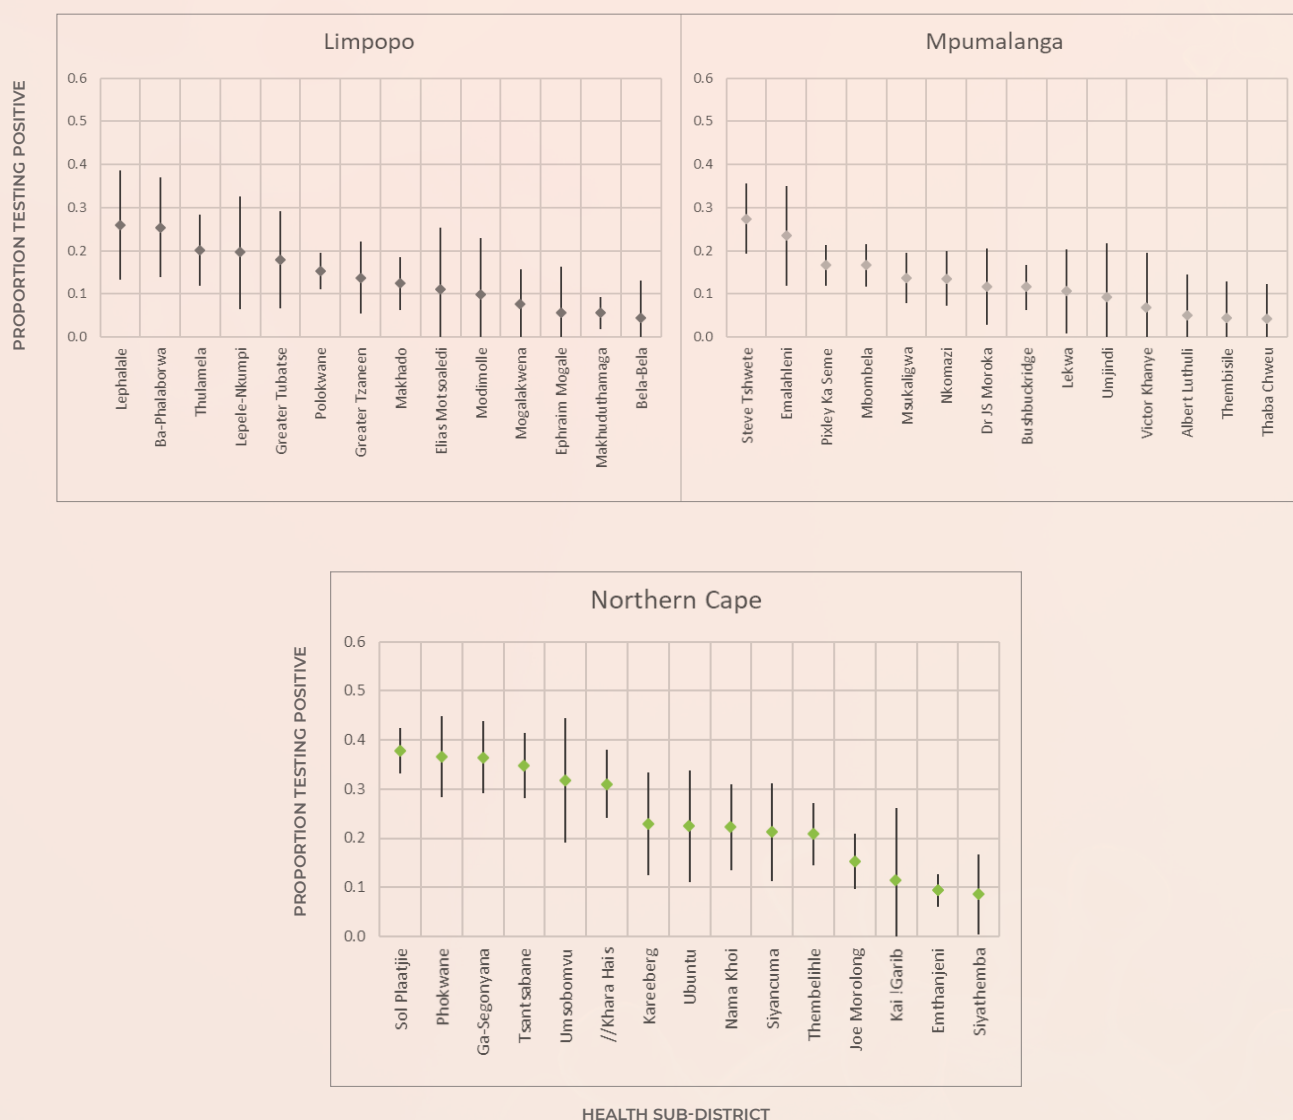 Limpopo
PROPORTION TESTING POSITIVE
0.6
0.5
0.4
0.3
0.2
0.1
0.0
Lephalale
Ba-Phalaborwa
Thulamela
Lepele-Nkumpi
Greater Tubatse
Polokwane
Greater Tzaneen
Makhado
Elias Motsoaledi
Modimolle
Mogalakwena
Ephraim Mogale
Makhuduthamaga
Bela-Bela
Mpumalanga
0.6
0.5
0.4
0.3
0.2
0.1
0.0
Steve Tshwete
Emalahleni
Pixley Ka Seme
Mbombela
Msukaligwa
Nkomazi
Dr JS Moroka
Bushbuckridge
Lekwa
Umjindi
Victor Khanye
Albert Luthuli
Thembisile
Thaba Chweu
Northern Cape
PROPORTION TESTING POSITIVE
0.6
0.5
0.4
0.3
0.2
0.1
0.0
Sol Plaatjie
Phokwane
Ga-Segonyana
Tsantsabane
Umsobomvu
//Khara Hais
Kareeberg
Ubuntu
Nama Khoi
Siyancuma
Thembelihle
Joe Morolong
Kai !Garib
Emthanjeni
Siyathemba
HEALTH SUB-DISTRICT